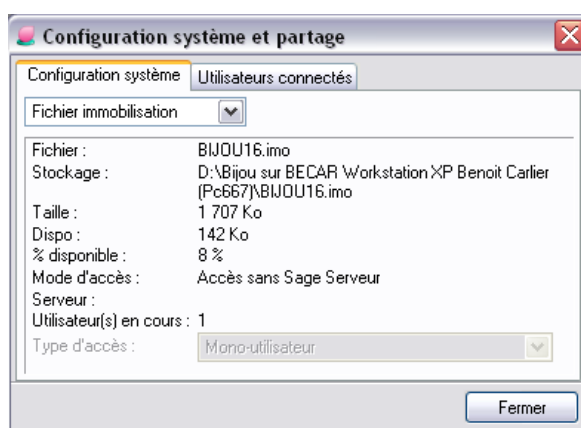 Configuration système et partage
Configuration système Utilisateurs connectés
Fichier immobilisation
Fichier : BIJOU16.imo
Stockage : D:\Bijou sur BECAR Workstation XP Benoit Carlier
(Pc667)\BIJOU16.imo
Taille : 1 707 Ko
Dispo : 142 Ko
% disponible : 8 %
Mode d'accès : Accès sans Sage Serveur
Serveur :
Utilisateur(s) en cours : 1
Type d'accès : Mono-utilisateur
Fermer